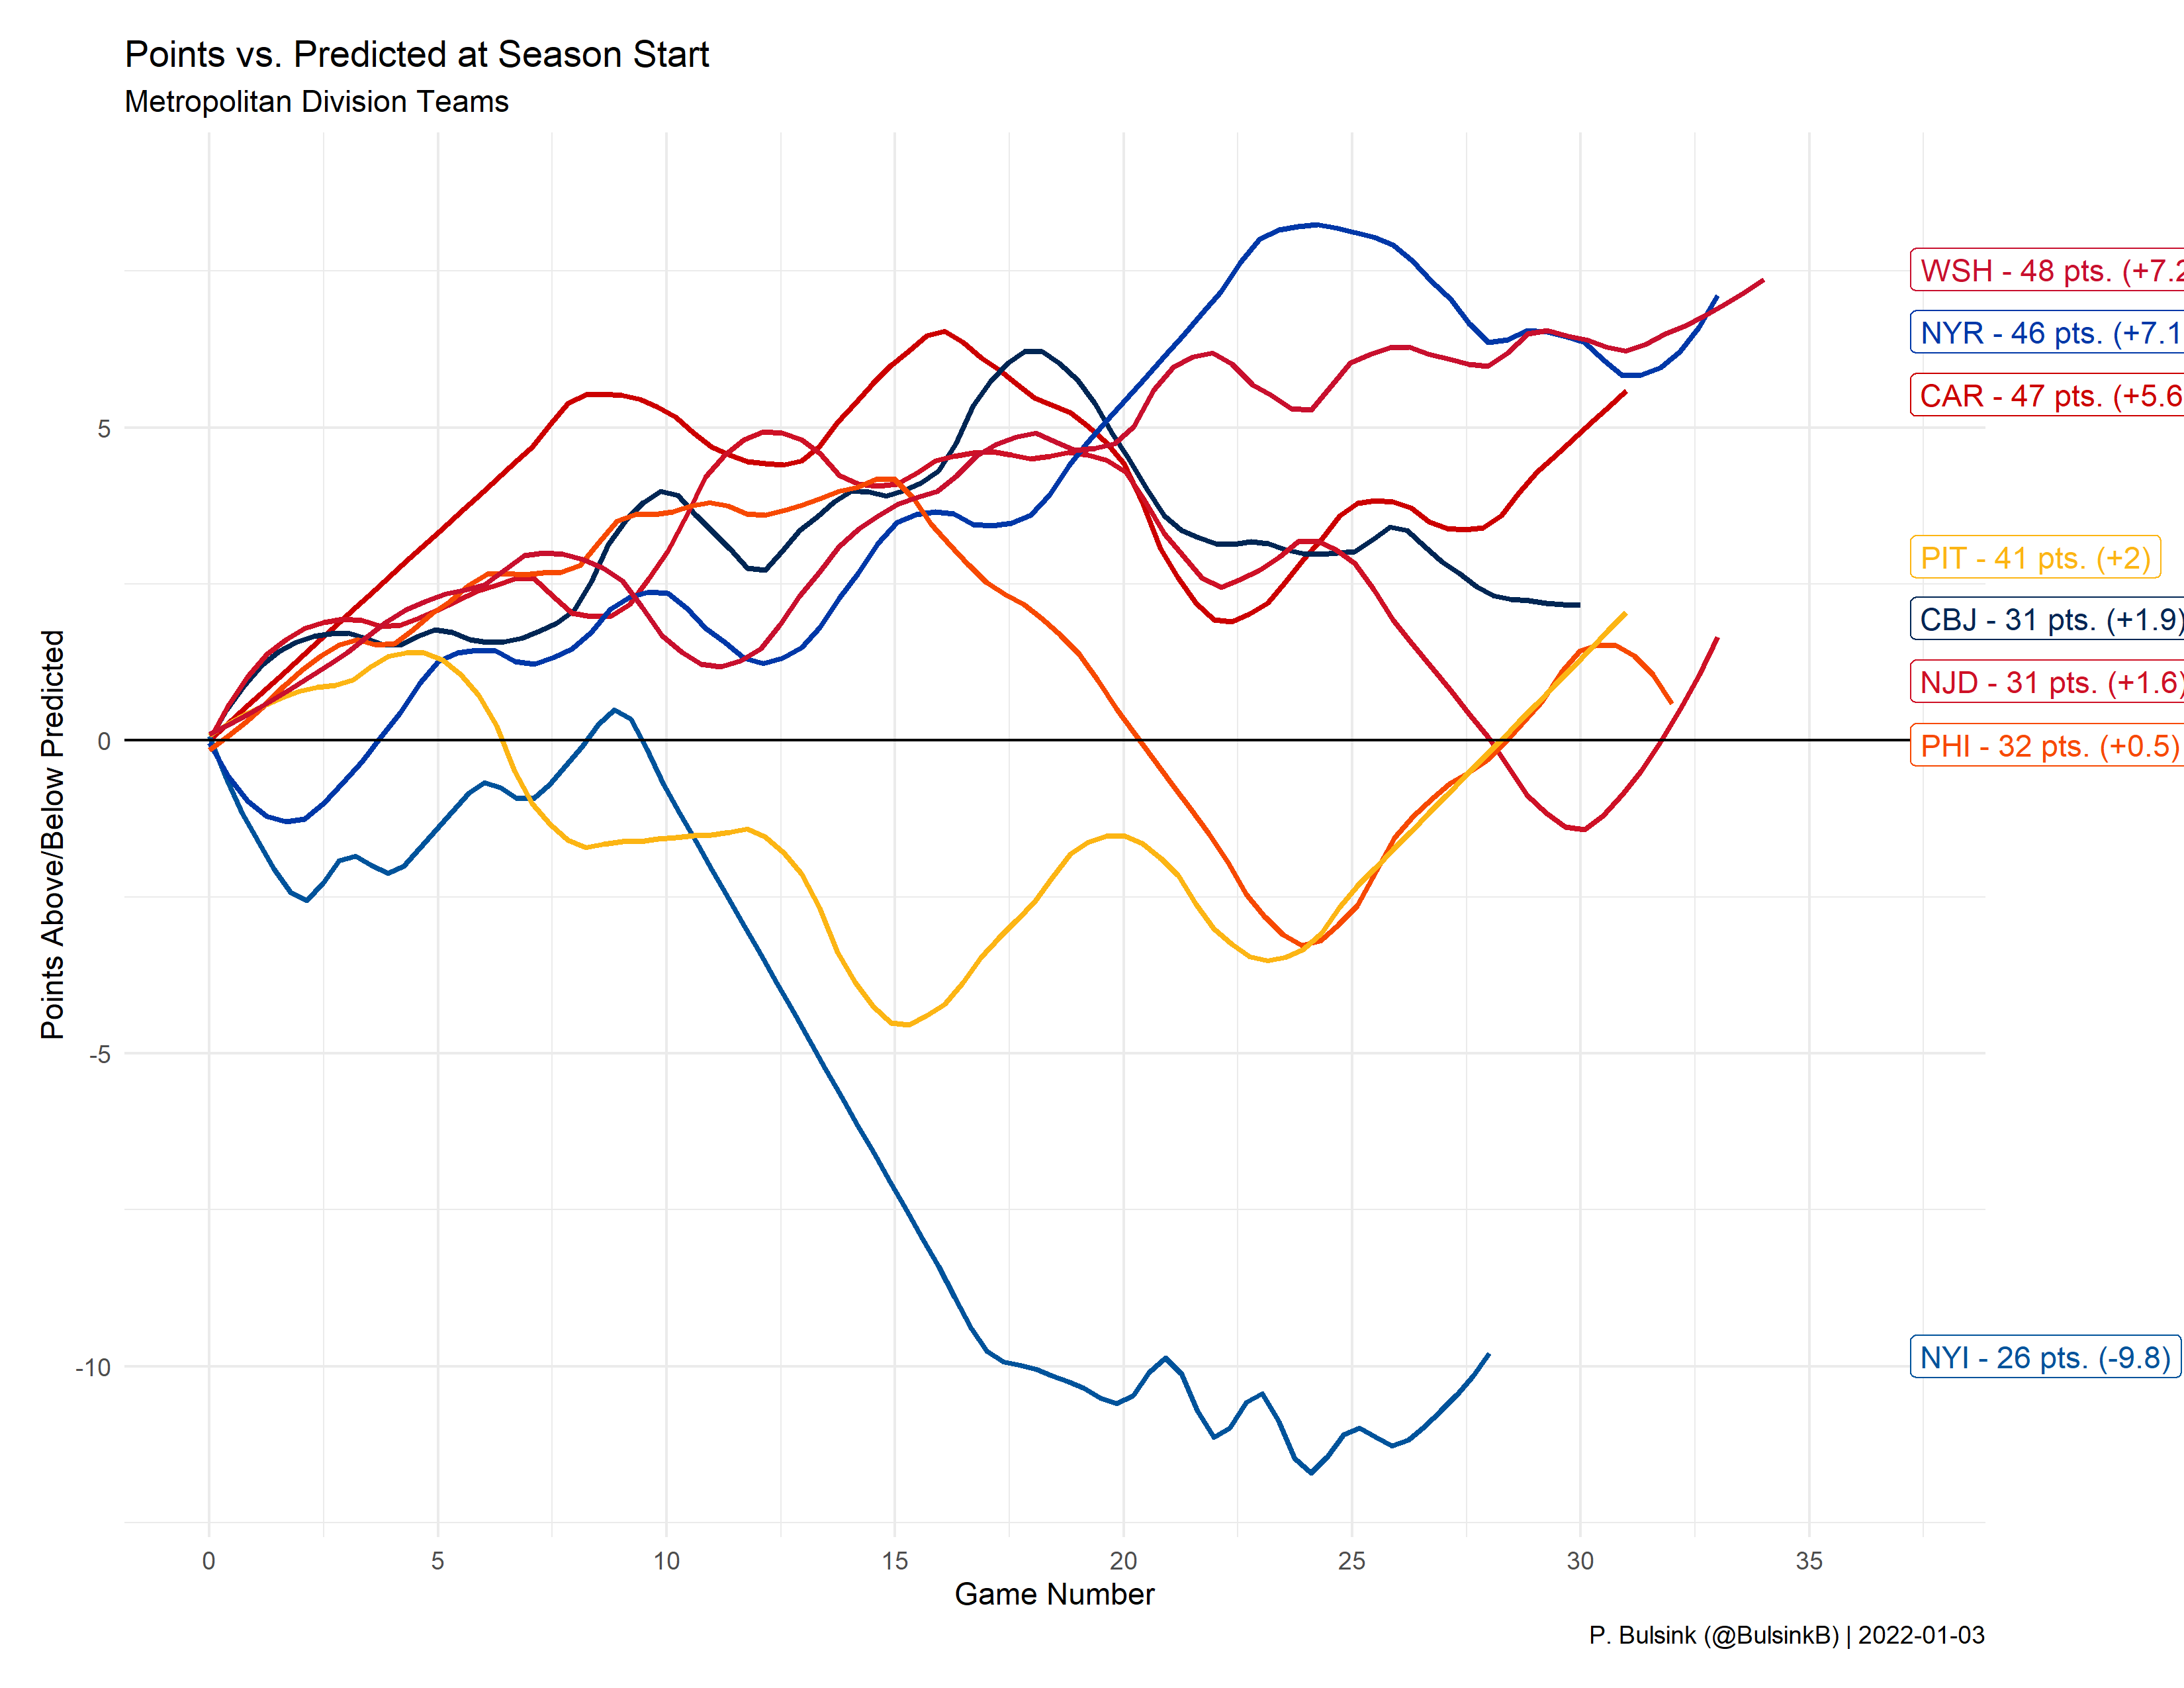 Points vs. Predicted at Season Start
Metropolitan Division Teams
Points Above/Below Predicted
5
0
-5
-10
WSH - 48 pts. (+7.2
NYR - 46 pts. (+7.1
CAR - 47 pts. (+5.6
PIT - 41 pts. (+2)
CBJ - 31 pts. (+1.9)
NJD - 31 pts. (+1.6)
PHI - 32 pts. (+0.5)
NYI - 26 pts. (-9.8)
0 5 10 15 20 25 30 35
Game Number
P. Bulsink (@BulsinkB) | 2022-01-03